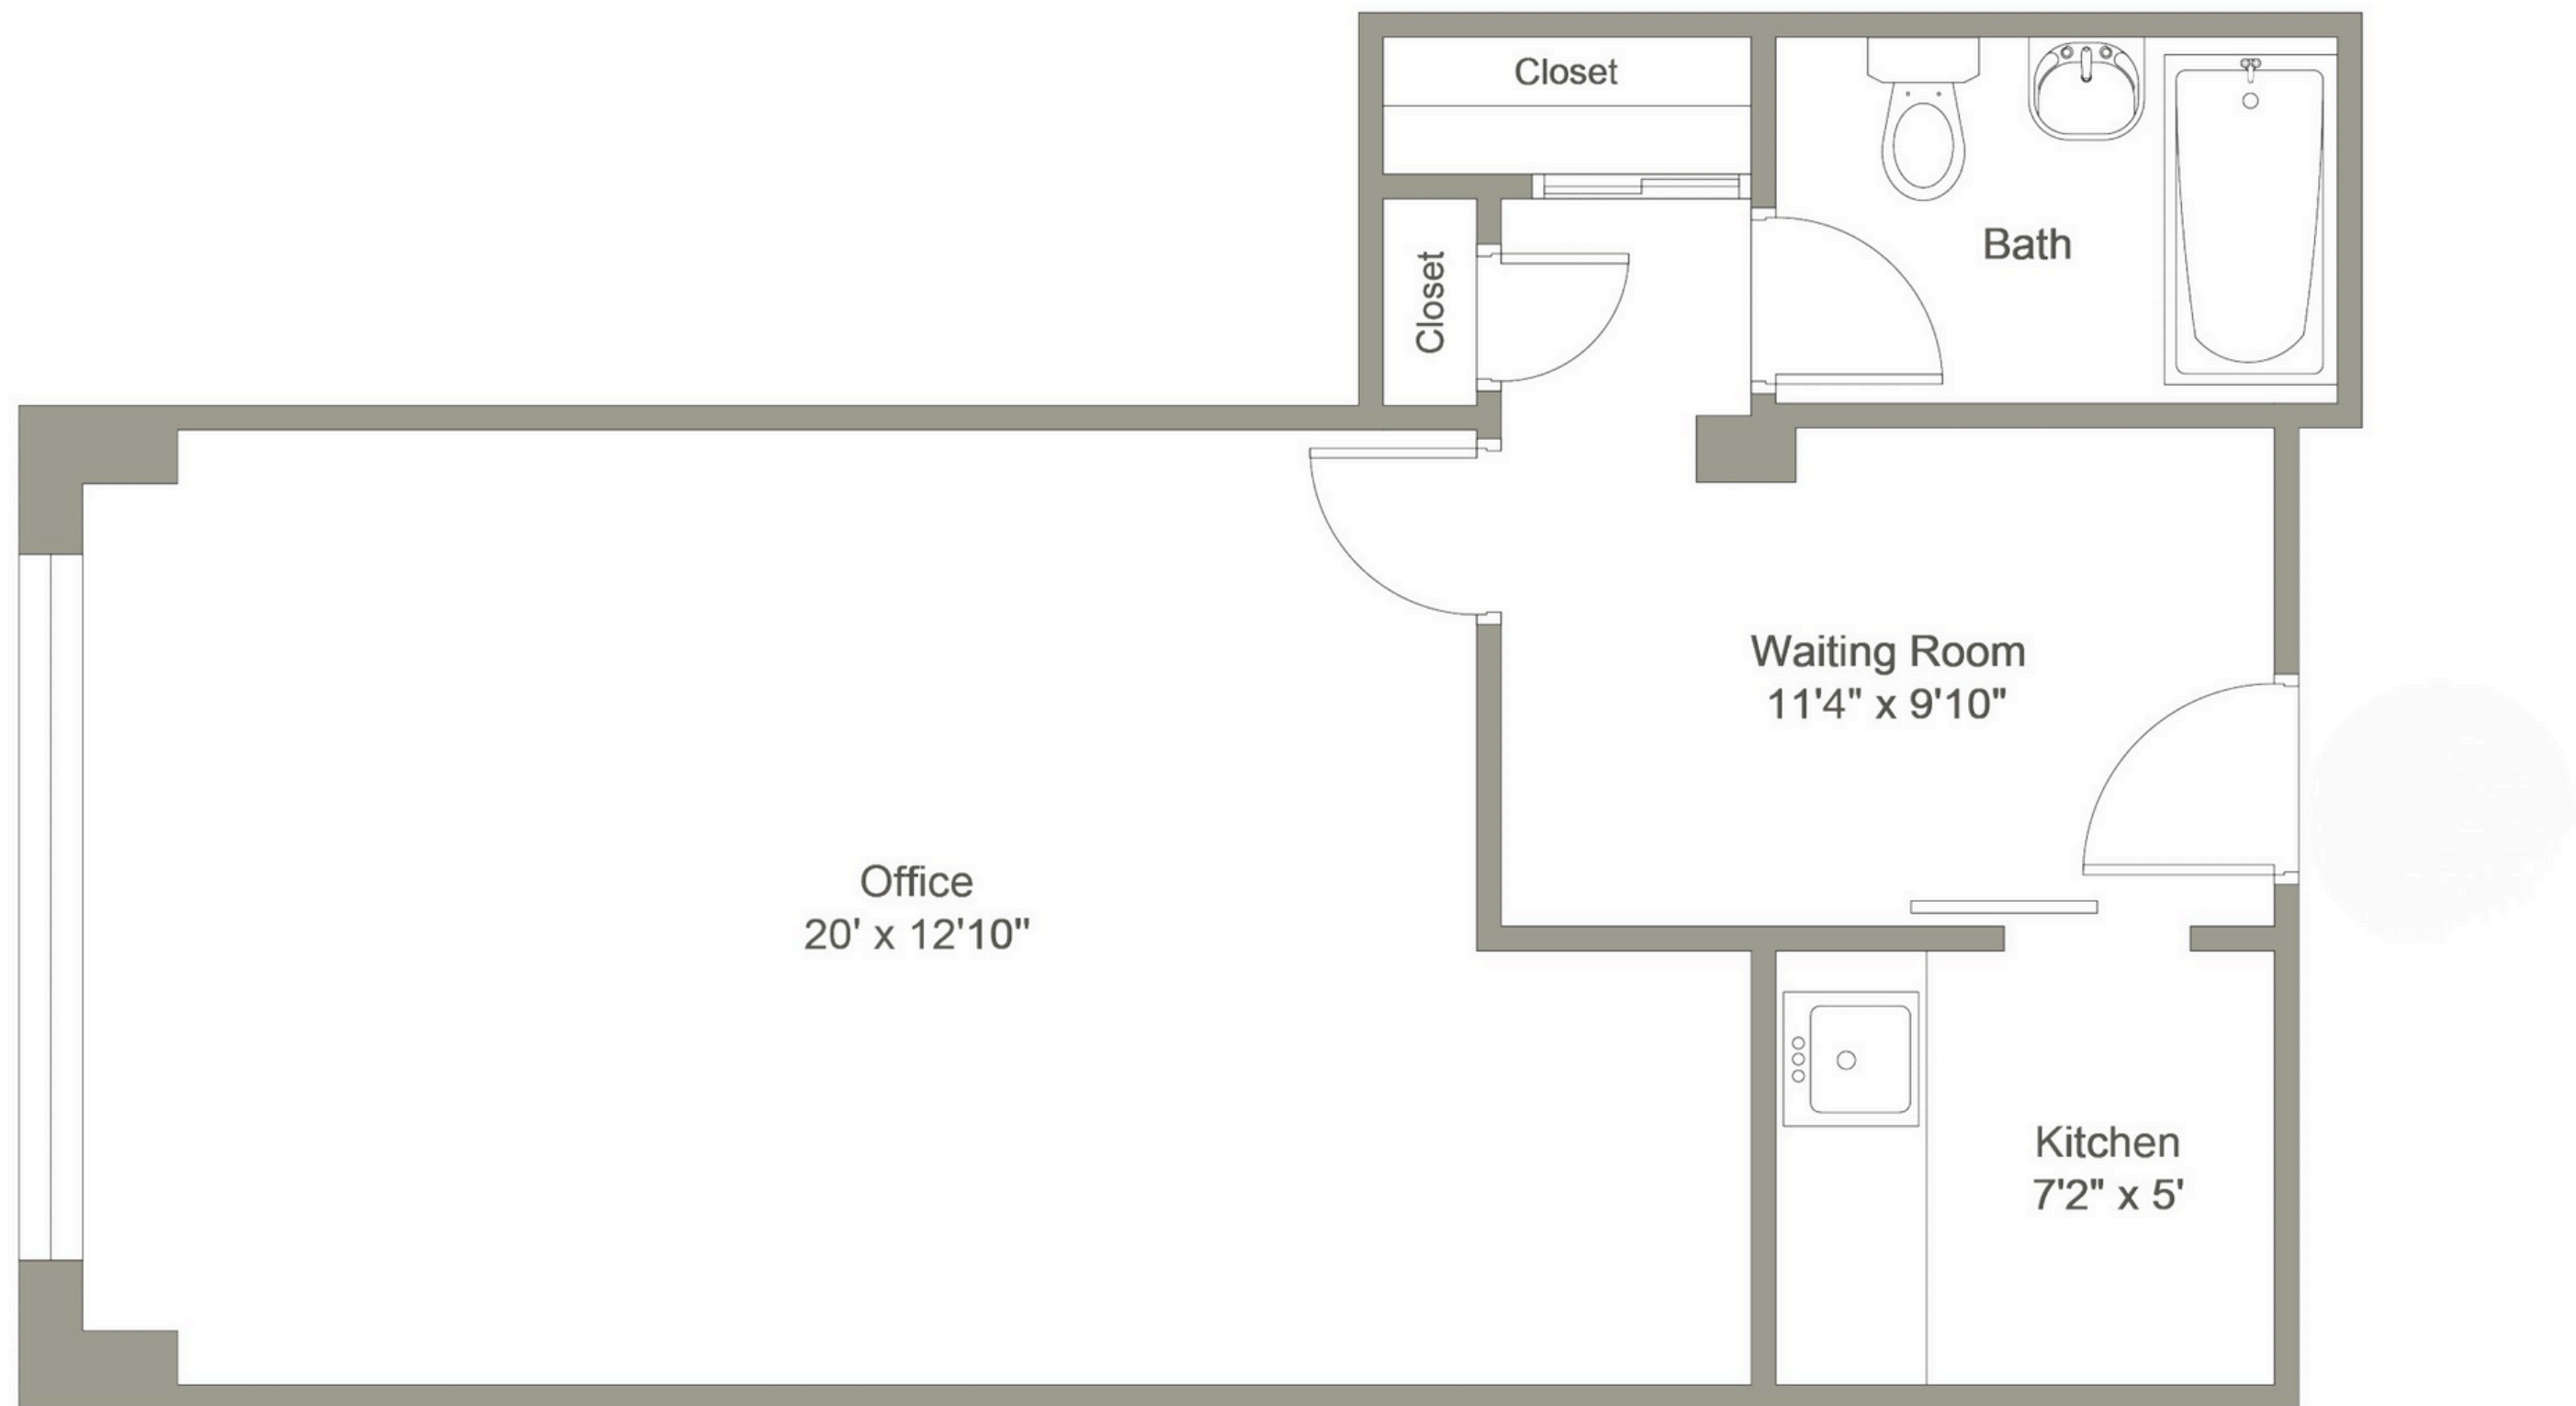 Closet
Closet
Bath
Waiting Room
11'4" x 9'10"
Office
20' x 12'10"
Kitchen
7'2" x 5'